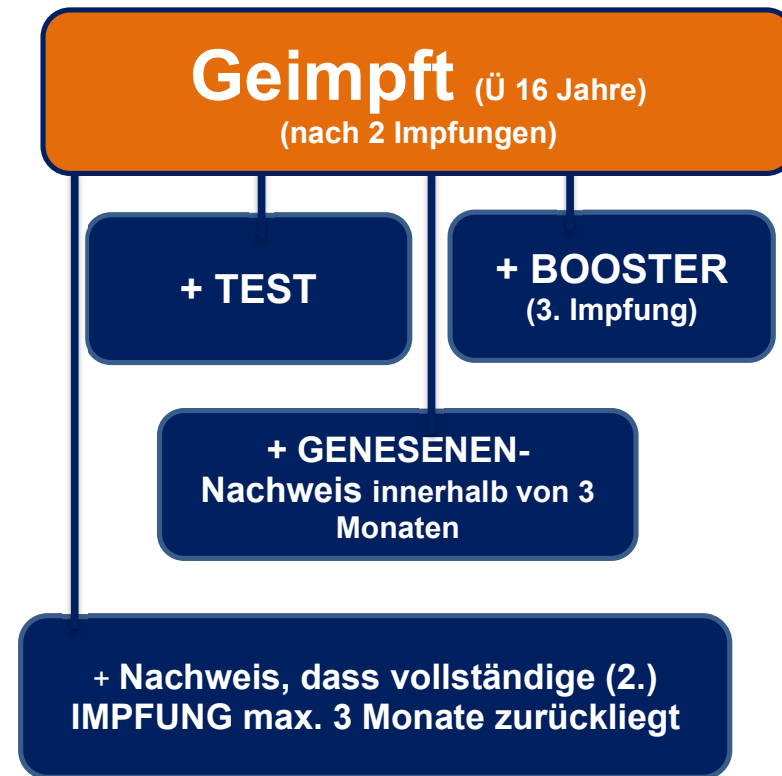 Geimpft (Ü 16 Jahre)
(nach 2 Impfungen)
+ TEST
+ BOOSTER
(3. Impfung)
+ GENESENEN-
Nachweis innerhalb von 3
Monaten
+ Nachweis, dass vollständige (2.)
IMPFUNG max. 3 Monate zurückliegt